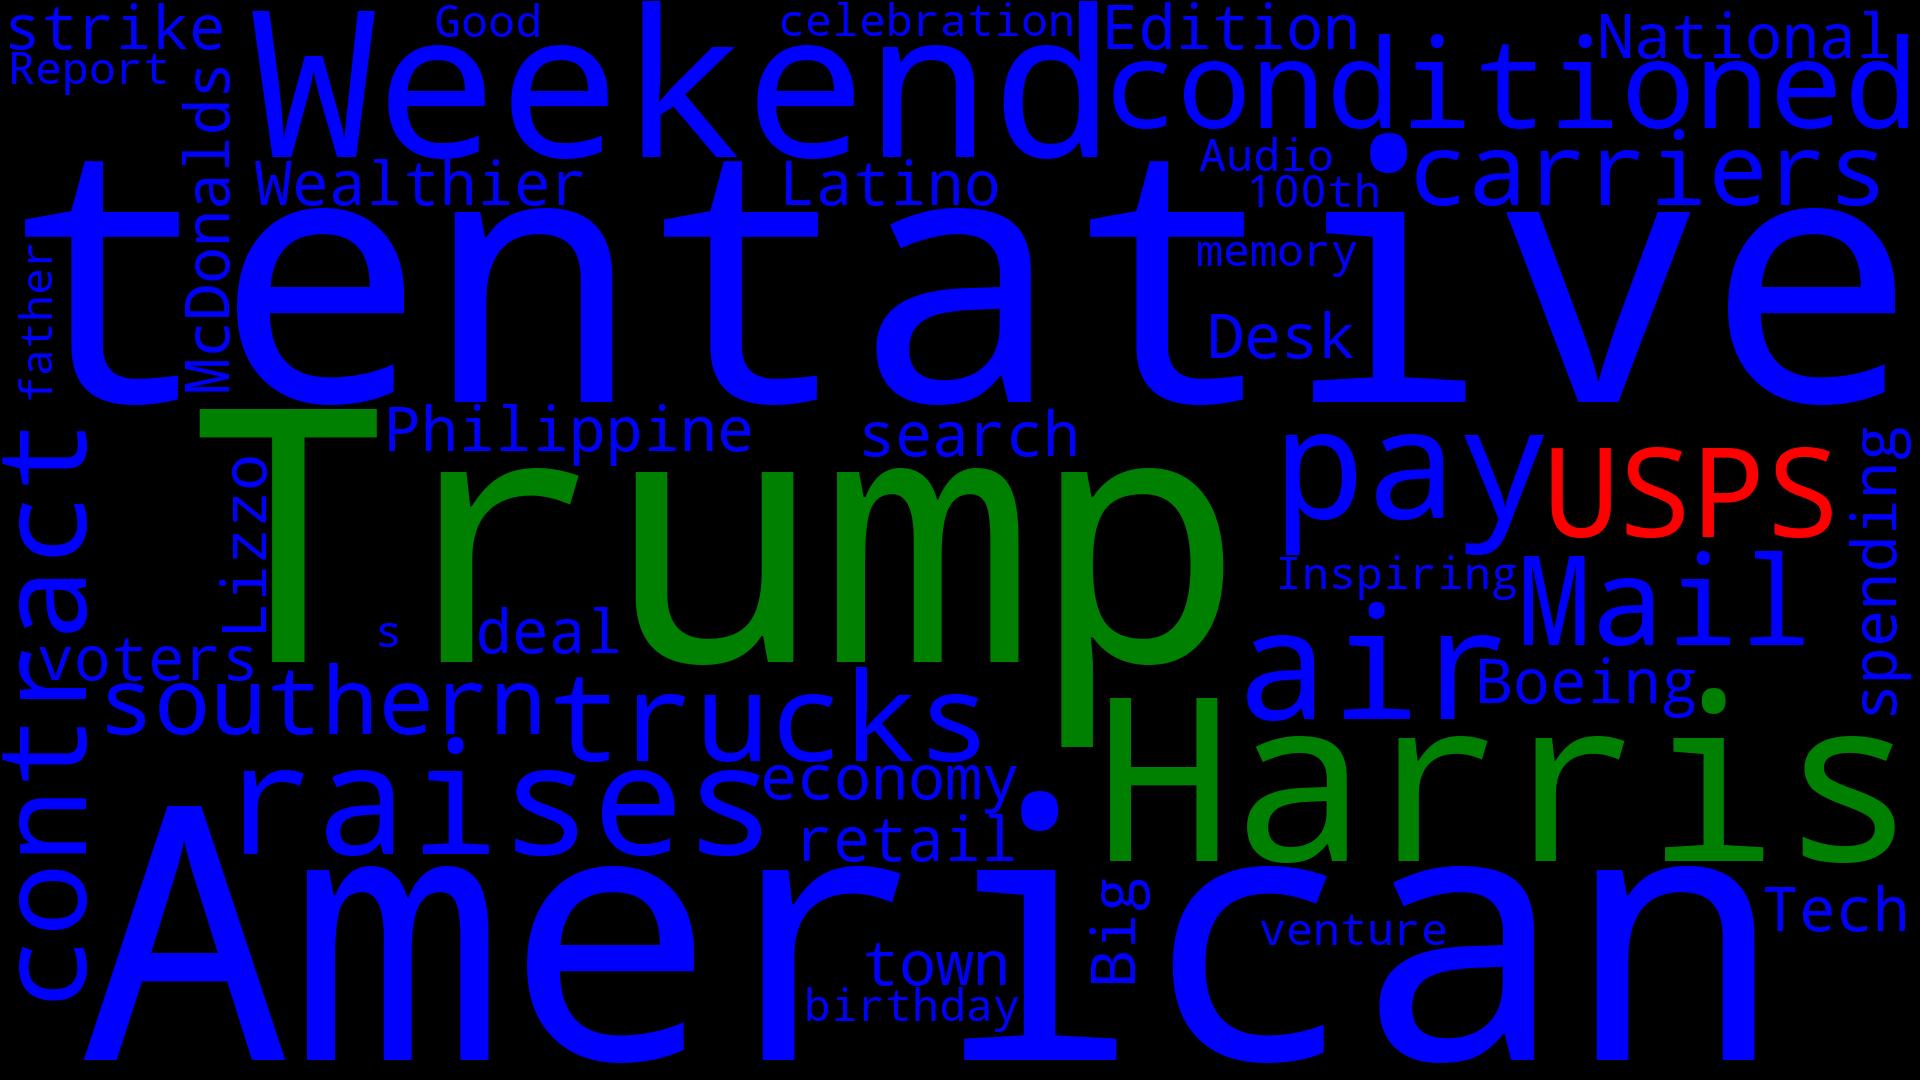 strike
Good
celebration
Edition
National
Report
Weekend
conditioned
McDonalds
Wealthier
Latino
Audio
carriers
100th
tentative
memory
father
Desk
Philippine
search
pay
USPS
spending
contract
Lizzo
Trump
Inspiring
Mail
s
deal
voters
air
Boeing
southern
trucks
Harris
raises
economy
retail
American
Big
Tech
venture
town
birthday